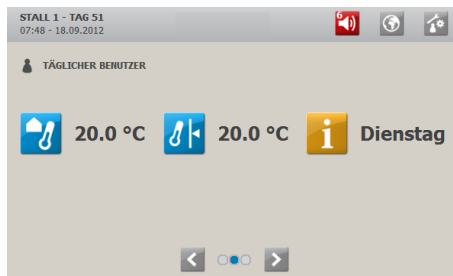 STALL 1 - TAG 51
07:48 - 18.09.2012
6
TÄGLICHER BENUTZER
20.0 °C 20.0 °C i Dienstag